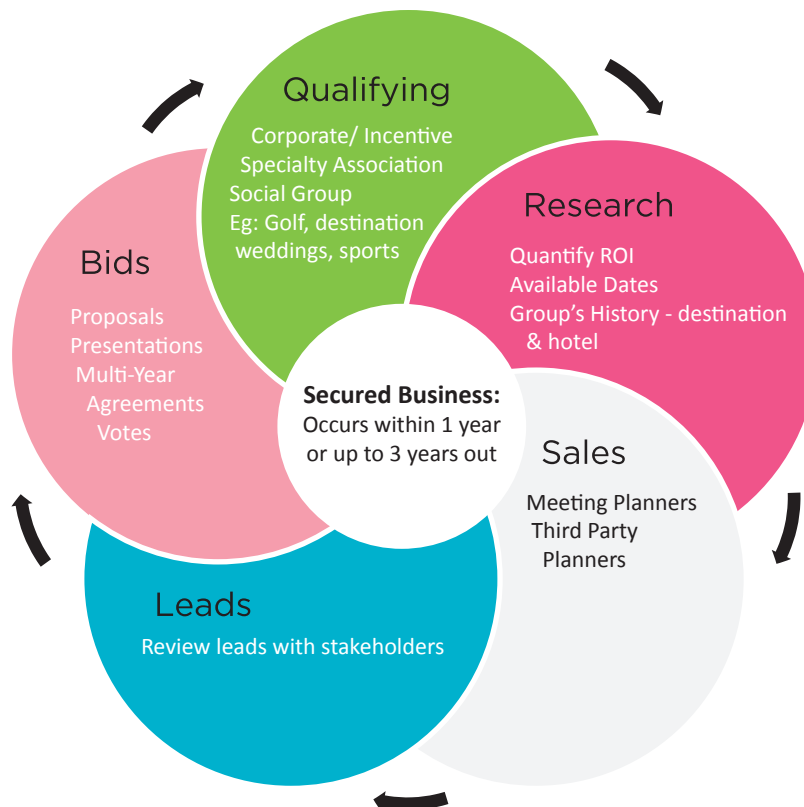 Qualifying
Corporate/ Incentive
Specialty Association
Social Group
Eg: Golf, destination
weddings, sports
Research
Quantify ROI
Available Dates
Group's History - destination
& hotel
Sales
Meeting Planners
Third Party
Planners
Leads
Review leads with stakeholders
Bids
Proposals
Presentations
Multi-Year
Agreements
Votes
Secured Business:
Occurs within 1 year
or up to 3 years out